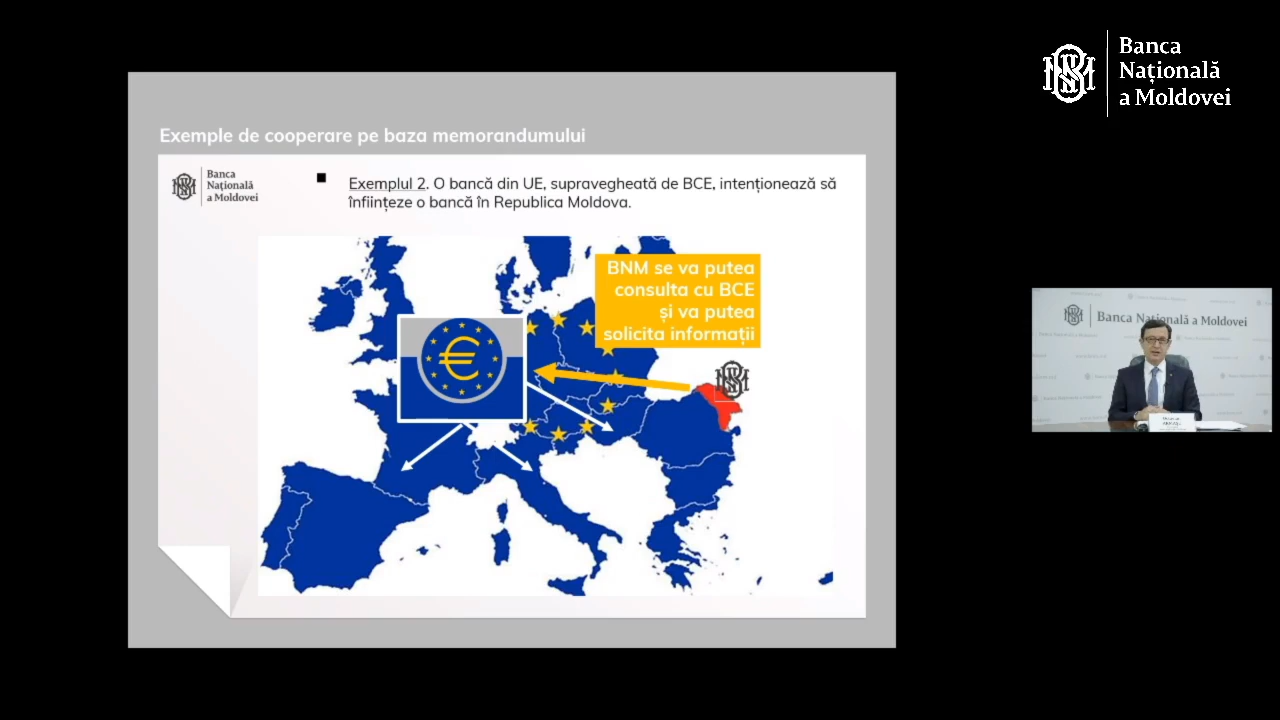 Banca
Națională
a Moldovei
Exemple de cooperare pe baza memorandumului
Banca
Națională
a Moldovei
Exemplul 2. O bancă din UE, supravegheată de BCE, intenționează să
înființeze o bancă în Republica Moldova.
BNM se va putea
consulta cu BCE
și va putea
solicita informații
Banca Națională a Moldovei